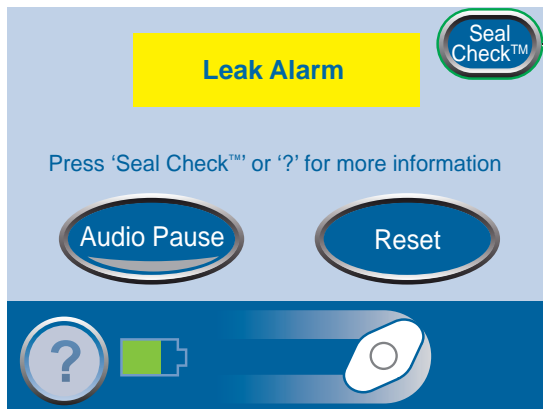 Seal
Check™
Leak Alarm
Press ‘Seal Check™’ or ‘?’ for more information
Audio Pause
Reset
?